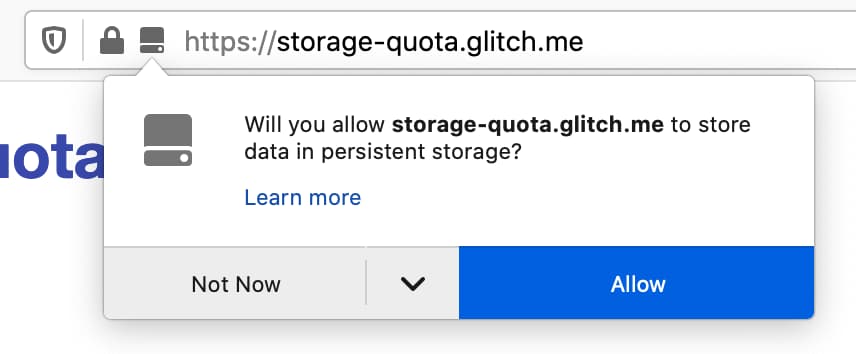 https://storage-quota.glitch.me
uota
Will you allow storage-quota.glitch.me to store
data in persistent storage?
Learn more
Not Now
Allow